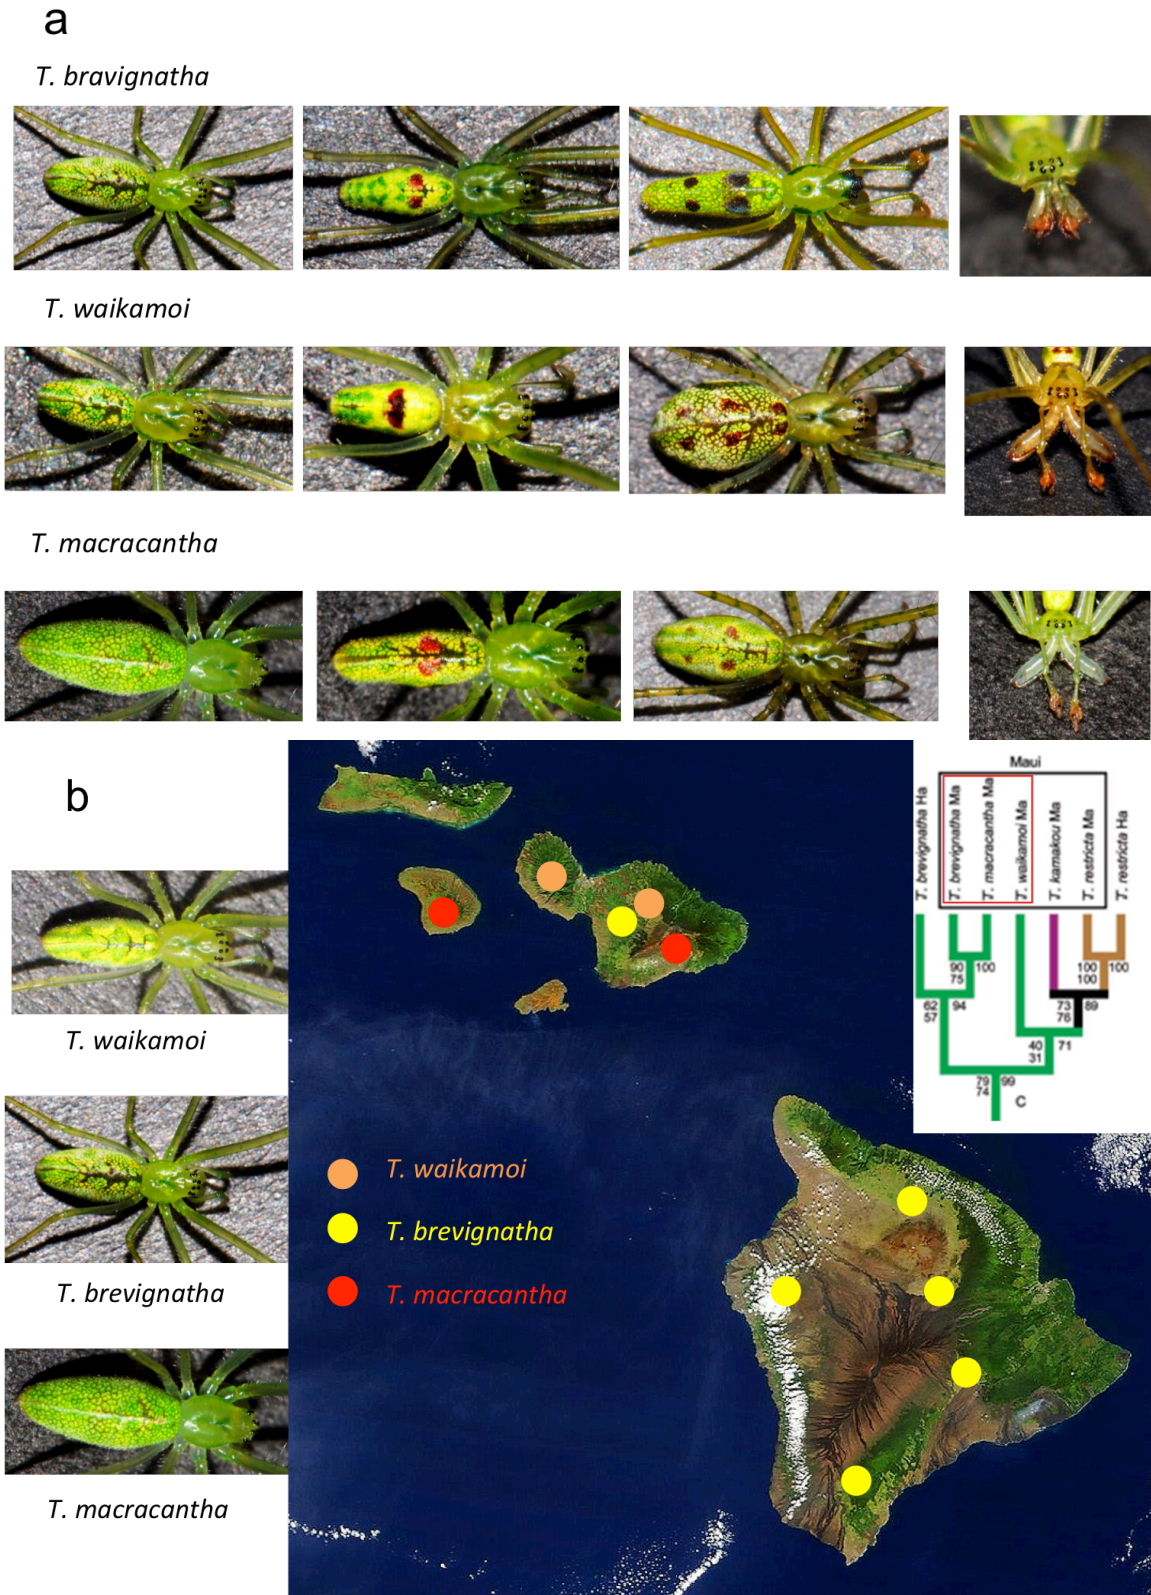 a
T. bravignatha
T. waikamoi
T. macracantha
b
T. waikamoi
T. brevignatha
T. macracantha
T. waikamoi
T. brevignatha
T. macracantha
Maui
T. brevignatha Ha
T. brevignatha Ma
T. macracantha Ma
T. waikamoi Ma
T. kamakou Ma
T. restricta Ma
T. restricta Ha
90 100
75
100 100
100
62 94
57
73 89
76
40 71
31
79 99
74
C